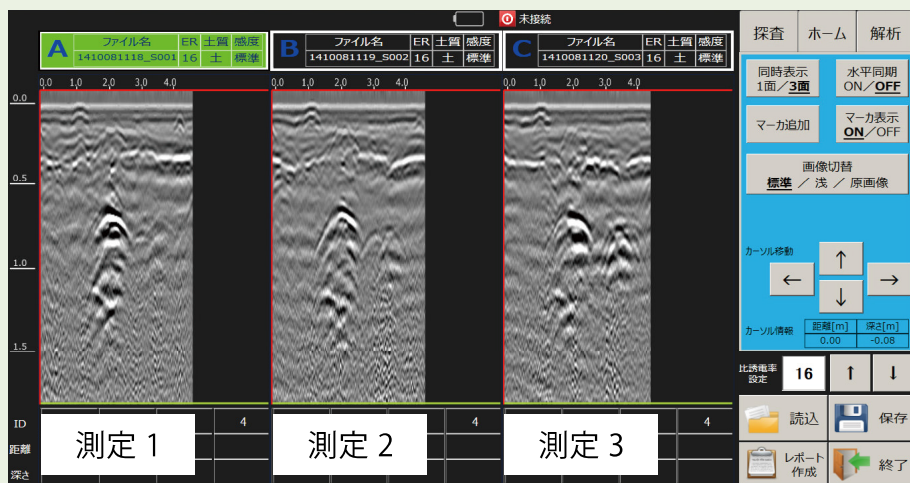 未接続
A ファイル名 ER 土質 感度
1410081118_S001 16 土 標準
B ファイル名 ER 土質 感度
1410081119_S002 16 土 標準
C ファイル名 ER 土質 感度
1410081120_S003 16 土 標準
0.0 1.0 2.0 3.0 4.0
0.0 1.0 2.0 3.0 4.0
0.0 1.0 2.0 3.0 4.0
0.0
0.5
1.0
1.5
ID 4 4 4
距離
深さ
測定 1
測定 2
測定 3
探査 ホーム 解析
同時表示
1面/3面
水平同期
ON/OFF
マーカ追加
マーカ表示
ON/OFF
画像切替
標準 / 浅 / 原画像
カーソル移動
↑
← →
↓
カーソル情報
距離[m] 深さ[m]
0.00 -0.08
比誘電率
設定
16 ↑ ↓
読込 保存
レポート
作成
終了